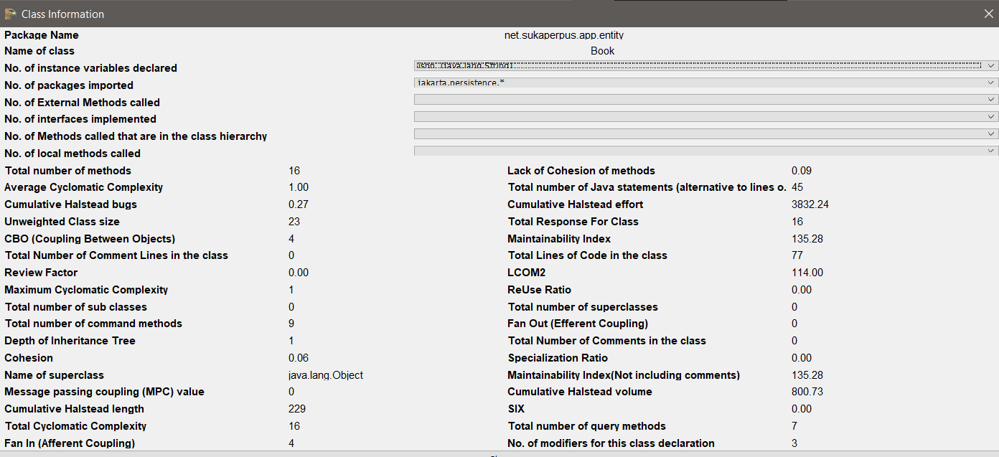 Class Information
Package Name net.sukaperpus.app.entity
Name of class Book
No. of instance variables declared isbn (java.lang.String)
No. of packages imported jakarta.persistence.*
No. of External Methods called
No. of interfaces implemented
No. of Methods called that are in the class hierarchy
No. of local methods called
Total number of methods 16 Lack of Cohesion of methods 0.09
Average Cyclomatic Complexity 1.00 Total number of Java statements (alternative to lines o. 45
Cumulative Halstead bugs 0.27 Cumulative Halstead effort 3832.24
Unweighted Class size 23 Total Response For Class 16
CBO (Coupling Between Objects) 4 Maintainability Index 135.28
Total Number of Comment Lines in the class 0 Total Lines of Code in the class 77
Review Factor 0.00 LCOM2 114.00
Maximum Cyclomatic Complexity 1 ReUse Ratio 0.00
Total number of sub classes 0 Total number of superclasses 0
Total number of command methods 9 Fan Out (Efferent Coupling) 0
Depth of Inheritance Tree 1 Total Number of Comments in the class 0
Cohesion 0.06 Specialization Ratio 0.00
Name of superclass java.lang.Object Maintainability Index(Not including comments) 135.28
Message passing coupling (MPC) value 0 Cumulative Halstead volume 800.73
Cumulative Halstead length 229 SIX 0.00
Total Cyclomatic Complexity 16 Total number of query methods 7
Fan In (Afferent Coupling) 4 No. of modifiers for this class declaration 3